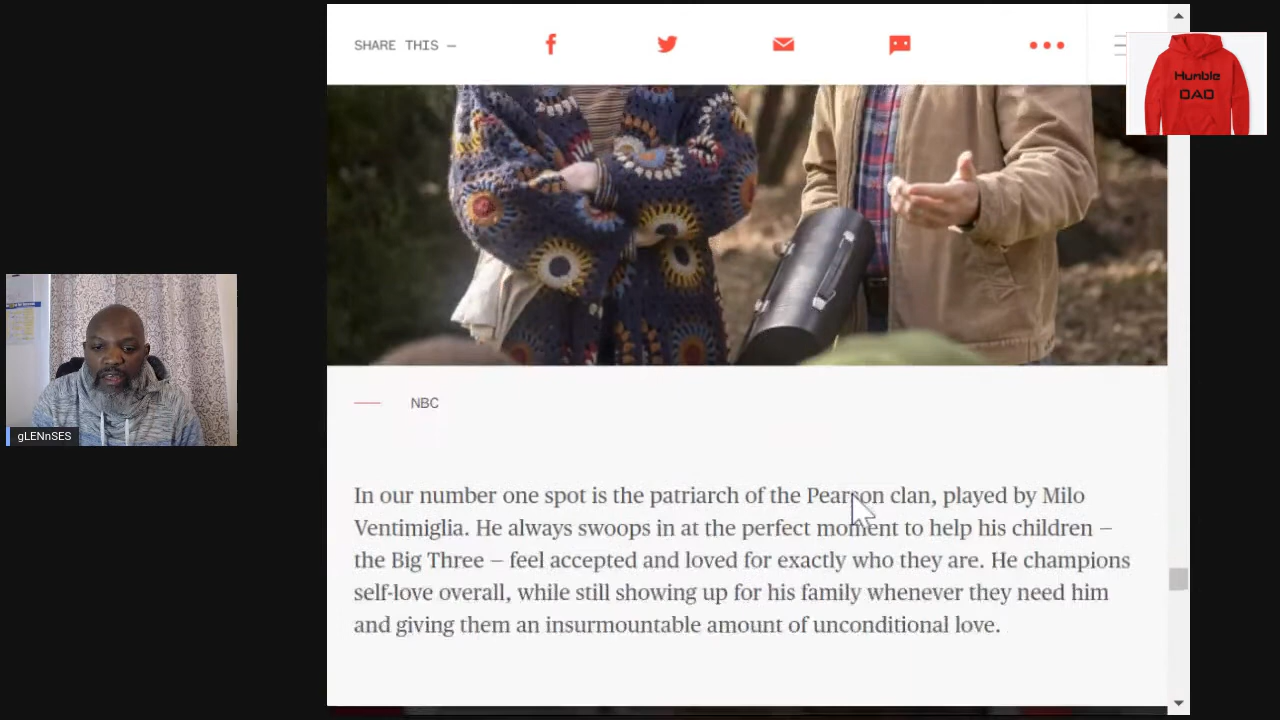 SHARE THIS —
Humble
DAD
gLENnSES
NBC
In our number one spot is the patriarch of the Pearson clan, played by Milo
Ventimiglia. He always swoops in at the perfect moment to help his children —
the Big Three — feel accepted and loved for exactly who they are. He champions
self-love overall, while still showing up for his family whenever they need him
and giving them an insurmountable amount of unconditional love.